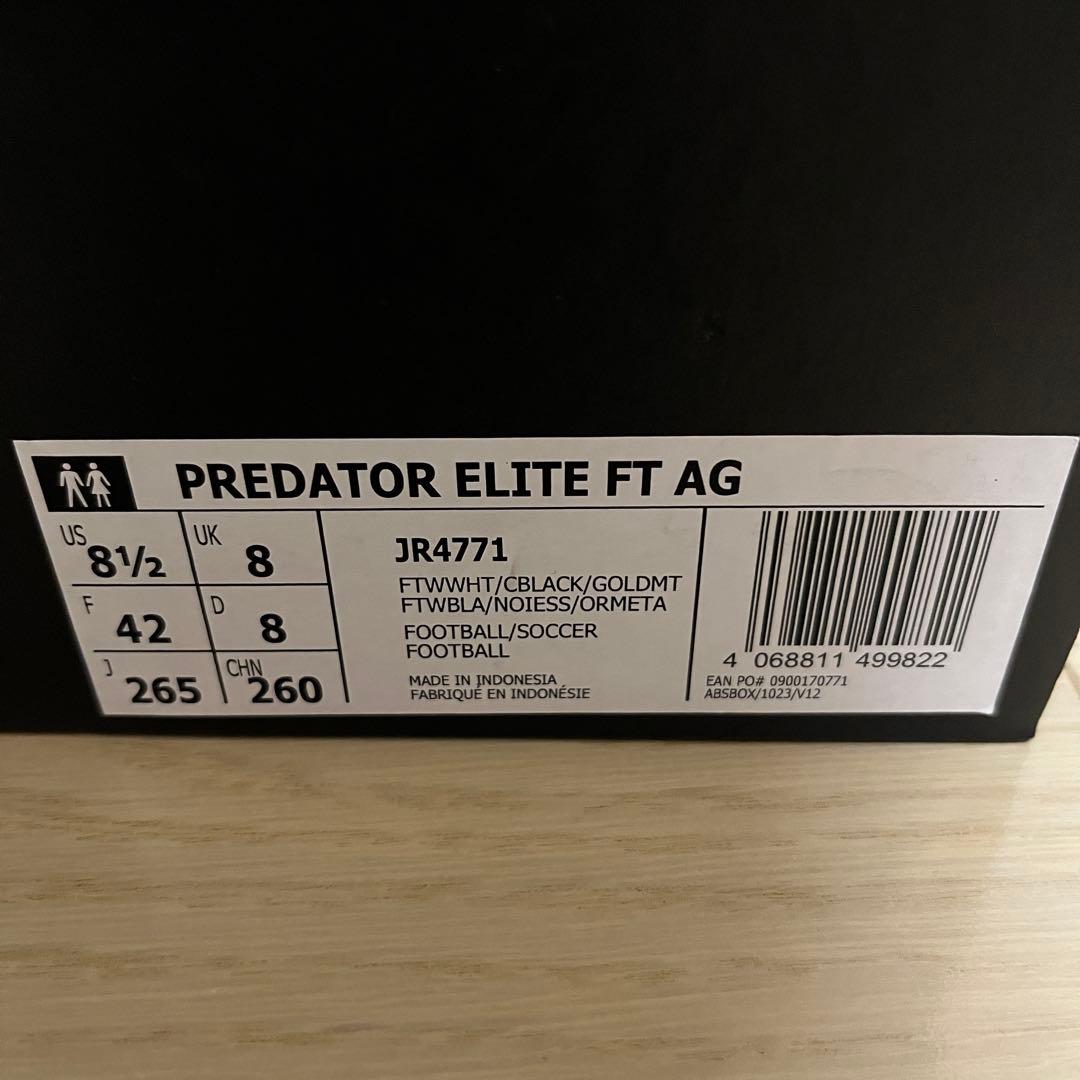 PREDATOR ELITE FT AG
US 8½ UK 8
F 42 D 8
J 265 CHN 260
JR4771
FTWWHT/CBLACK/GOLDMT
FTWBLA/NOIESS/ORMETA
FOOTBALL/SOCCER
FOOTBALL
MADE IN INDONESIA
FABRIQUÉ EN INDONÉSIE
4 068811 499822
EAN PO# 0900170771
ABSBOX/1023/V12